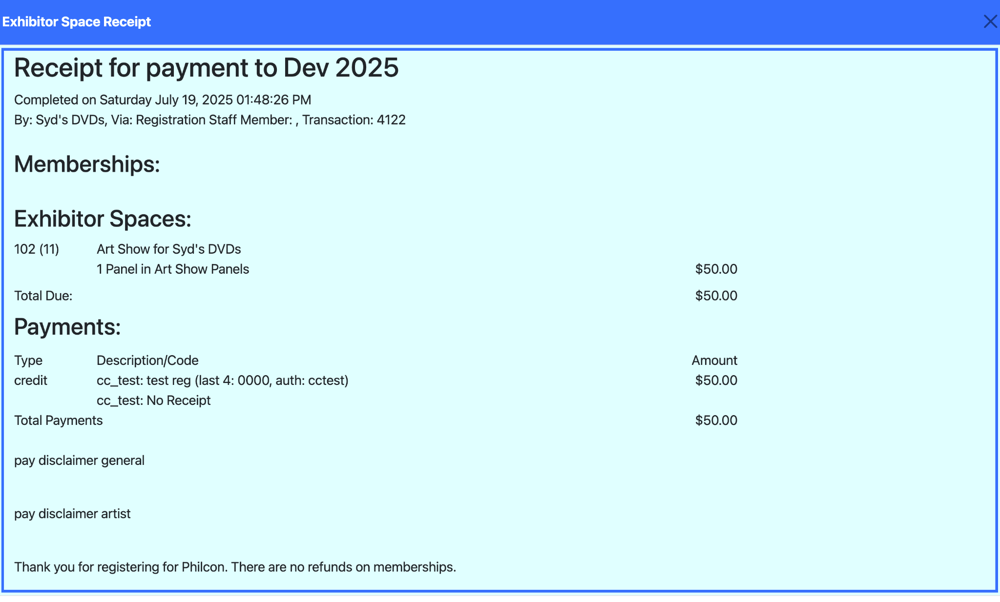 Exhibitor Space Receipt
Receipt for payment to Dev 2025
Completed on Saturday July 19, 2025 01:48:26 PM
By: Syd's DVDs, Via: Registration Staff Member: , Transaction: 4122
Memberships:
Exhibitor Spaces:
102 (11) Art Show for Syd's DVDs
1 Panel in Art Show Panels $50.00
Total Due: $50.00
Payments:
Type Description/Code Amount
credit cc_test: test reg (last 4: 0000, auth: cctest) $50.00
cc_test: No Receipt
Total Payments $50.00
pay disclaimer general
pay disclaimer artist
Thank you for registering for Philcon. There are no refunds on memberships.